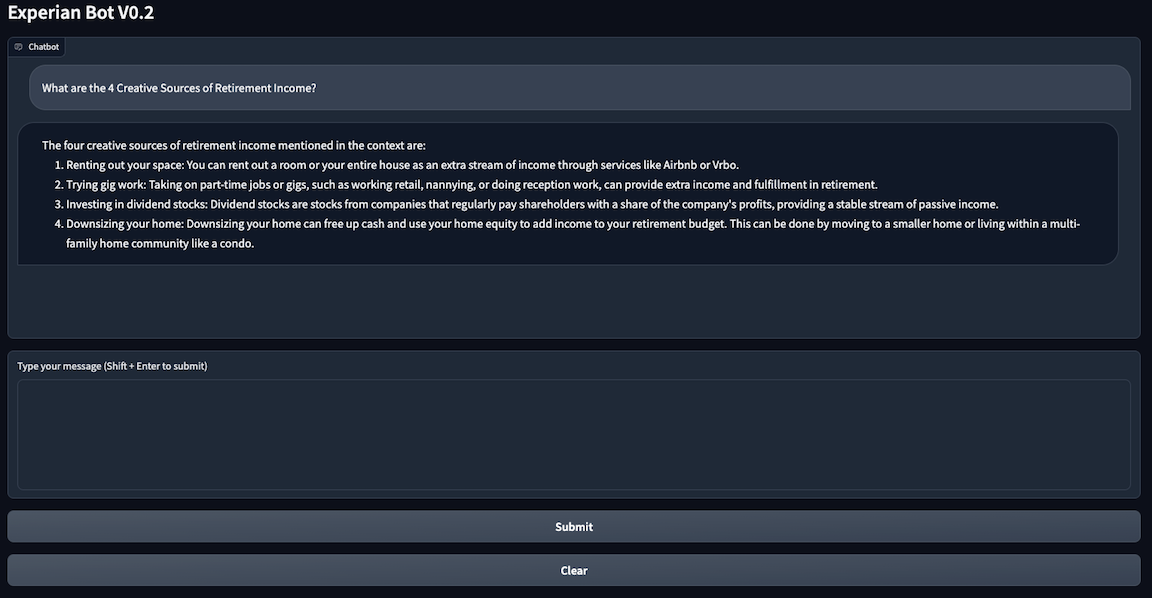 Experian Bot V0.2
Chatbot
What are the 4 Creative Sources of Retirement Income?
The four creative sources of retirement income mentioned in the context are:
1. Renting out your space: You can rent out a room or your entire house as an extra stream of income through services like Airbnb or Vrbo.
2. Trying gig work: Taking on part-time jobs or gigs, such as working retail, nannying, or doing reception work, can provide extra income and fulfillment in retirement.
3. Investing in dividend stocks: Dividend stocks are stocks from companies that regularly pay shareholders with a share of the company's profits, providing a stable stream of passive income.
4. Downsizing your home: Downsizing your home can free up cash and use your home equity to add income to your retirement budget. This can be done by moving to a smaller home or living within a multi-
family home community like a condo.
Type your message (Shift + Enter to submit)
Submit
Clear